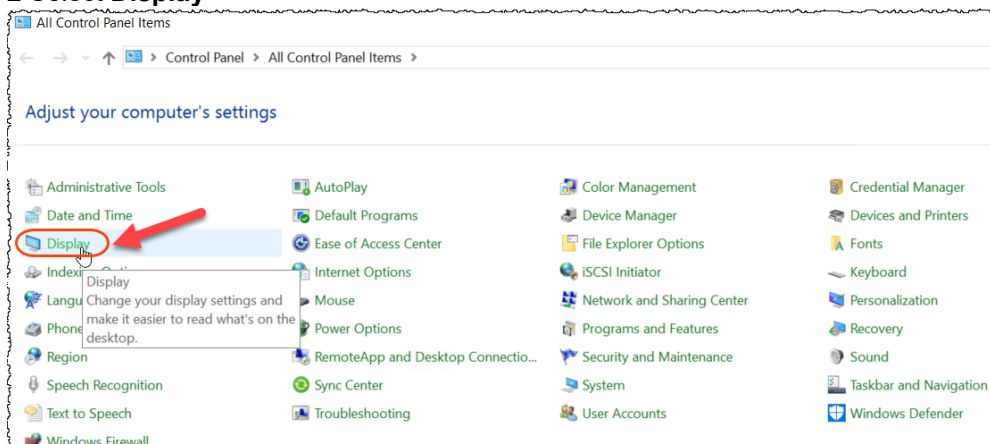 2 Select Display
All Control Panel Items
Control Panel > All Control Panel Items >
Adjust your computer's settings
Administrative Tools
AutoPlay
Color Management
Credential Manager
Date and Time
Default Programs
Device Manager
Devices and Printers
Display
Ease of Access Center
File Explorer Options
Fonts
Internet Options
iSCSI Initiator
Keyboard
Display
Change your display settings and
make it easier to read what's on the
desktop.
Mouse
Network and Sharing Center
Personalization
Phone
Power Options
Programs and Features
Recovery
Region
RemoteApp and Desktop Connectio...
Security and Maintenance
Sound
Speech Recognition
Sync Center
System
Taskbar and Navigation
Text to Speech
Troubleshooting
User Accounts
Windows Defender
Windows Firewall